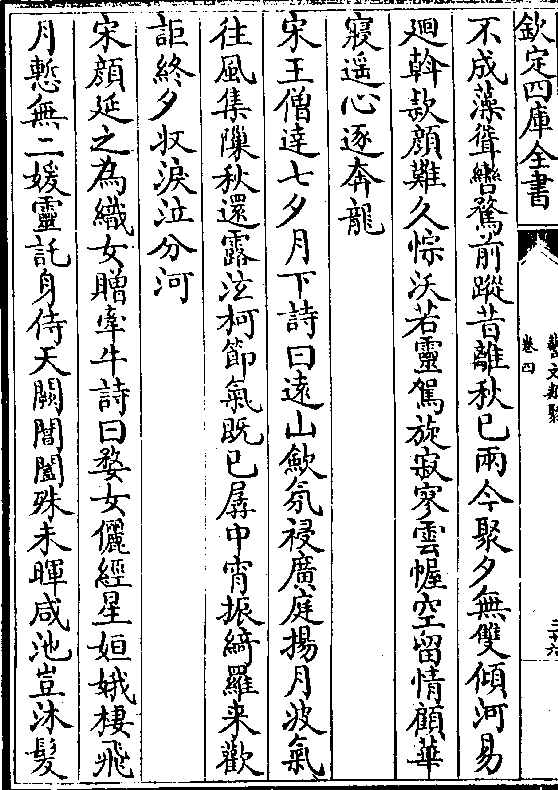 欽定四庫全書
藝文類聚
卷四
二十六
不成藻聳轡騖前蹤昔離秋已兩今聚夕無雙傾河易
迴斡款顔難久悰沃若靈駕旋寂寥雲幄空留情顧華
寢遥心逐奔龍
宋王僧逹七夕月下詩曰逺山斂氛祲廣庭揚月波氣
往風集隟秋還露泫柯節氣既已孱中宵振綺羅来歡
詎終夕收淚泣分河
宋顔延之為織女贈牽牛詩曰婺女儷經星姮娥棲飛
月慙無二媛靈託身侍天闕閶闔殊未暉咸池豈沐髮